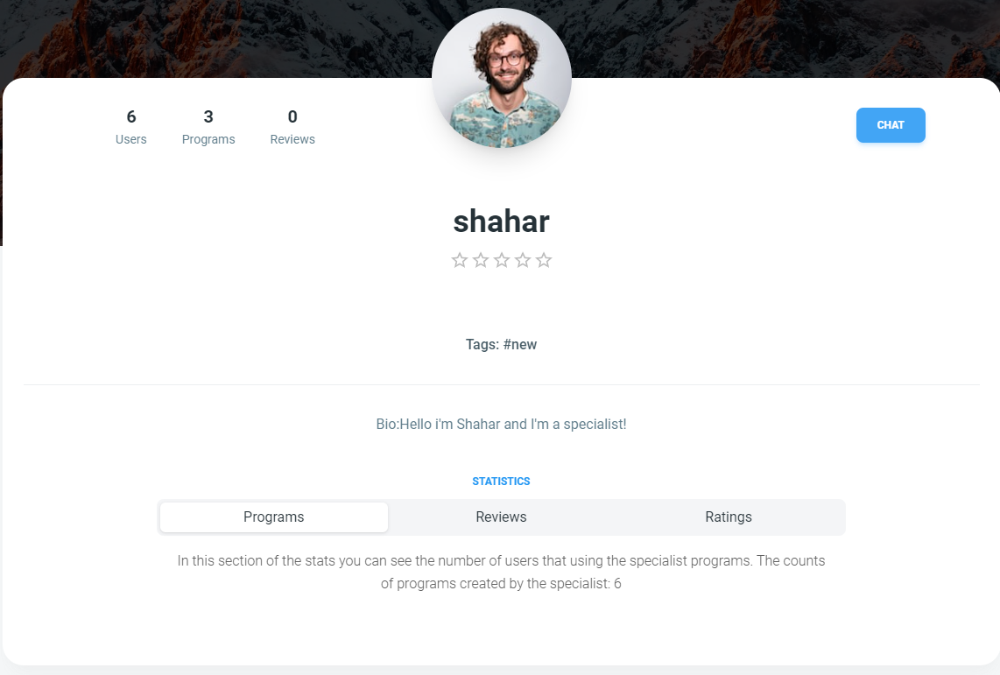 6 3 0
Users Programs Reviews
CHAT
shahar
Tags: #new
Bio:Hello i'm Shahar and I'm a specialist!
STATISTICS
Programs Reviews Ratings
In this section of the stats you can see the number of users that using the specialist programs. The counts
of programs created by the specialist: 6